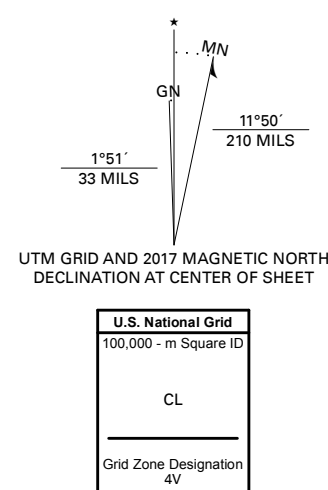 ★
MN
GN
11°50´
210 MILS
1°51´
33 MILS
UTM GRID AND 2017 MAGNETIC NORTH
DECLINATION AT CENTER OF SHEET
U.S. National Grid
100,000 - m Square ID
CL
Grid Zone Designation
4V